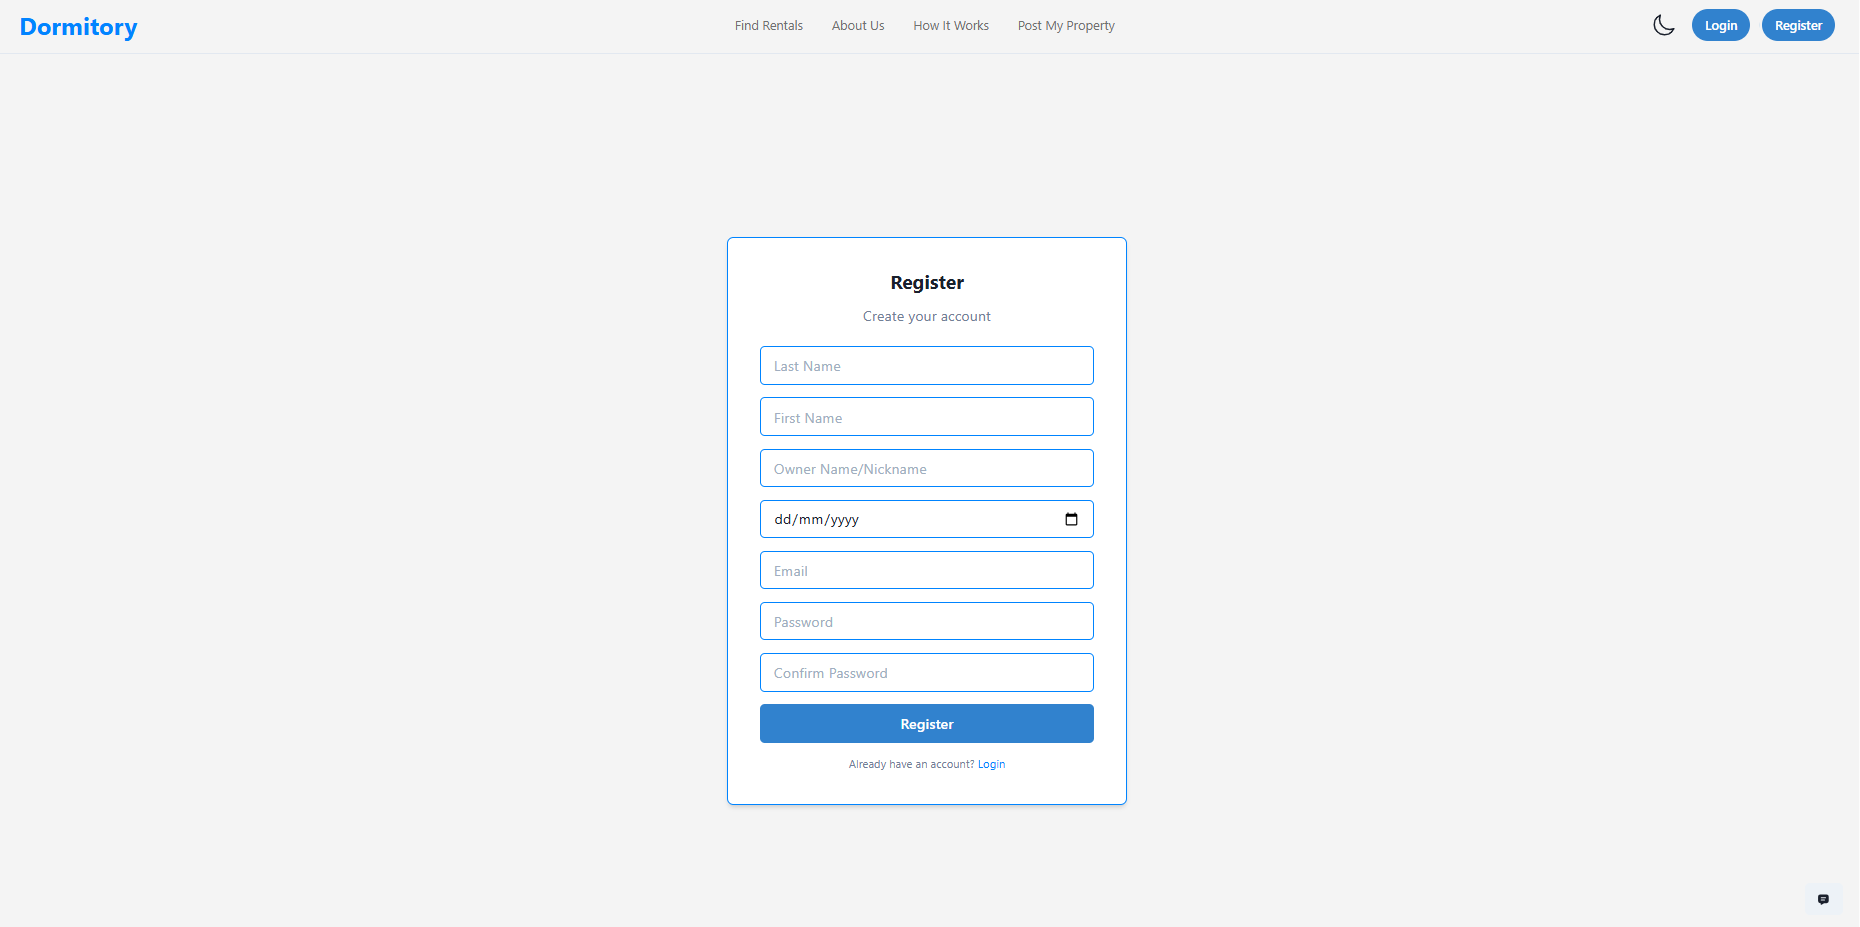 Dormitory
Find Rentals
About Us
How It Works
Post My Property
Login
Register
Register
Create your account
Last Name
First Name
Owner Name/Nickname
dd/mm/yyyy
Email
Password
Confirm Password
Register
Already have an account? Login